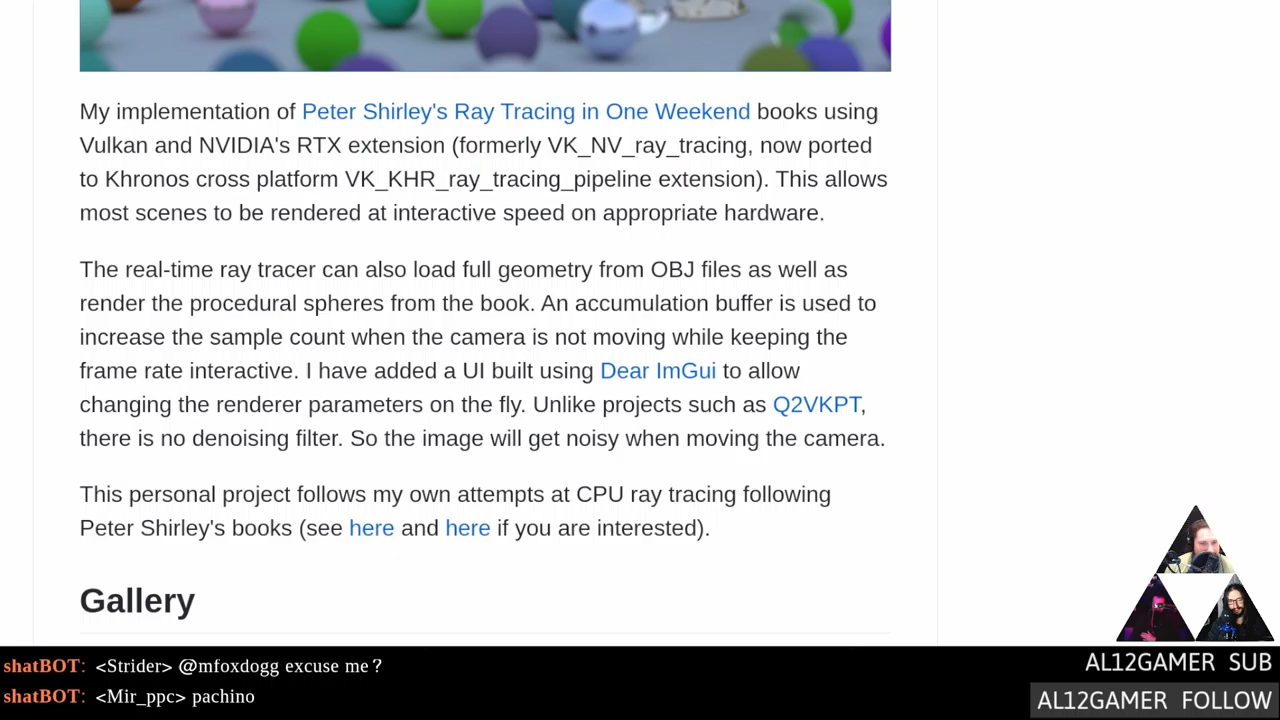 My implementation of Peter Shirley's Ray Tracing in One Weekend books using
Vulkan and NVIDIA's RTX extension (formerly VK_NV_ray_tracing, now ported
to Khronos cross platform VK_KHR_ray_tracing_pipeline extension). This allows
most scenes to be rendered at interactive speed on appropriate hardware.
The real-time ray tracer can also load full geometry from OBJ files as well as
render the procedural spheres from the book. An accumulation buffer is used to
increase the sample count when the camera is not moving while keeping the
frame rate interactive. I have added a UI built using Dear ImGui to allow
changing the renderer parameters on the fly. Unlike projects such as Q2VKPT,
there is no denoising filter. So the image will get noisy when moving the camera.
This personal project follows my own attempts at CPU ray tracing following
Peter Shirley's books (see here and here if you are interested).
Gallery
shatBOT: <Strider> @mfoxdogg excuse me?
shatBOT: <Mir_ppc> pachino
AL12GAMER SUB
AL12GAMER FOLLOW